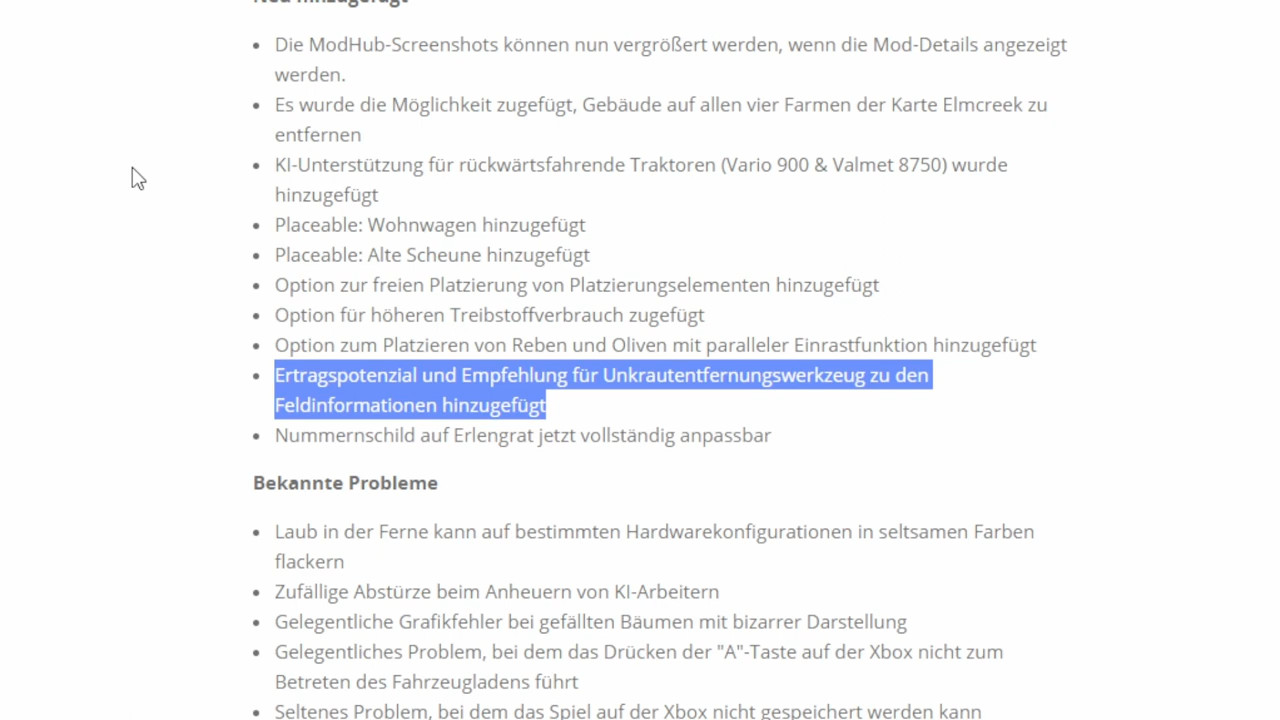 Neu hinzugefügt
• Die ModHub-Screenshots können nun vergrößert werden, wenn die Mod-Details angezeigt
werden.
• Es wurde die Möglichkeit zugefügt, Gebäude auf allen vier Farmen der Karte Elmcreek zu
entfernen
• KI-Unterstützung für rückwärtsfahrende Traktoren (Vario 900 & Valmet 8750) wurde
hinzugefügt
• Placeable: Wohnwagen hinzugefügt
• Placeable: Alte Scheune hinzugefügt
• Option zur freien Platzierung von Platzierungselementen hinzugefügt
• Option für höheren Treibstoffverbrauch zugefügt
• Option zum Platzieren von Reben und Oliven mit paralleler Einrastfunktion hinzugefügt
• Ertragspotenzial und Empfehlung für Unkrautentfernungswerkzeug zu den
Feldinformationen hinzugefügt
• Nummernschild auf Erlengrat jetzt vollständig anpassbar
Bekannte Probleme
• Laub in der Ferne kann auf bestimmten Hardwarekonfigurationen in seltsamen Farben
flackern
• Zufällige Abstürze beim Anheuern von KI-Arbeitern
• Gelegentliche Grafikfehler bei gefällten Bäumen mit bizarrer Darstellung
• Gelegentliches Problem, bei dem das Drücken der "A"-Taste auf der Xbox nicht zum
Betreten des Fahrzeugladens führt
• Seltenes Problem, bei dem das Spiel auf der Xbox nicht gespeichert werden kann